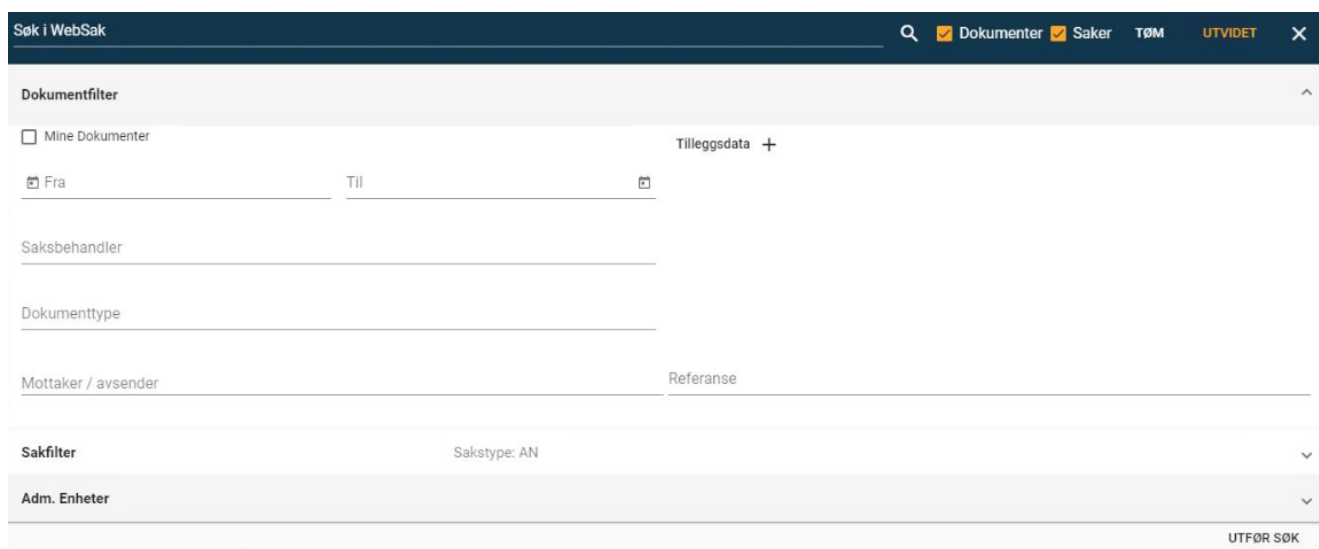 Søk i WebSak Dokumenter Saker TØM UTVIDET
Dokumentfilter
Mine Dokumenter Tilleggsdata
Fra Til
Saksbehandler
Dokumenttype
Mottaker / avsender Referanse
Sakfilter Sakstype: AN
Adm. Enheter
UTFØR SØK